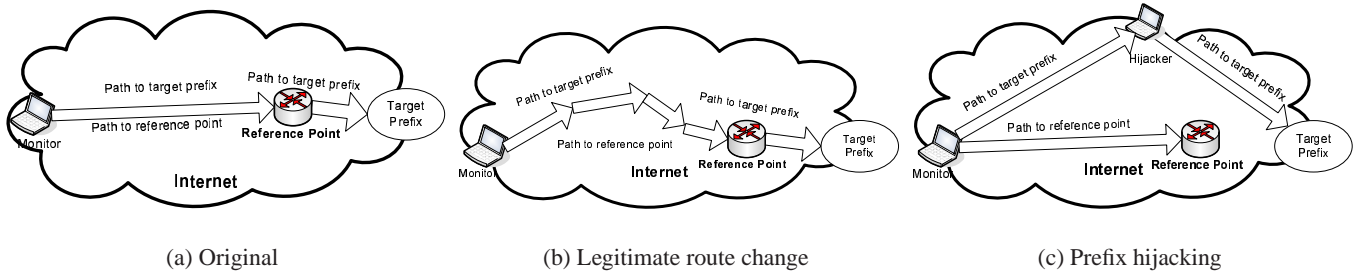 Path to target prefix
Path to target prefix
Path to reference point
Monitor
Reference Point
Target
Prefix
Internet
(a) Original
Path to target prefix
Path to target prefix
Path to reference point
Monitor
Reference Point
Target
Prefix
Internet
(b) Legitimate route change
Hijacker
Path to target prefix
Path to target prefix
Path to reference point
Monitor
Reference Point
Target
Prefix
Internet
(c) Prefix hijacking